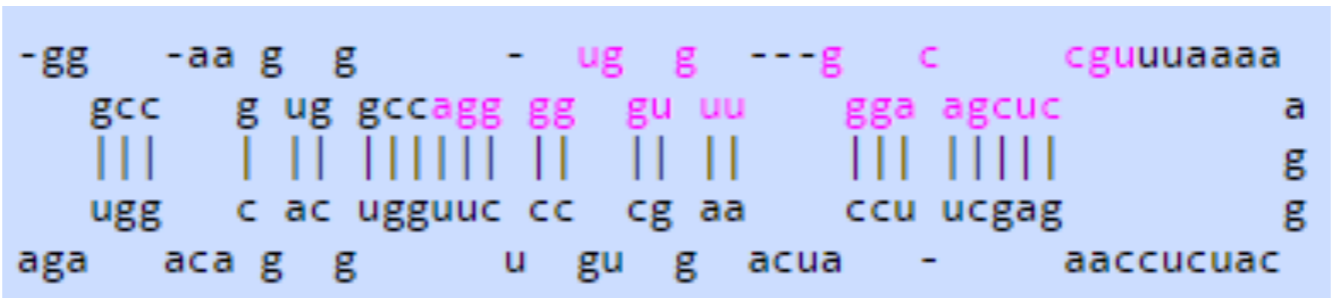 -gg   -aa g  g      -  ug  g  ---g   c     cguuuaaaa
   gcc   g ug gccagg gg  gu uu    gga agcuc         a
   |||   | || |||||| ||  || ||    ||| |||||         g
   ugg   c ac ugguuc cc  cg aa    ccu ucgag         g
aga   aca g  g      u  gu  g  acua   -     aaccucuac